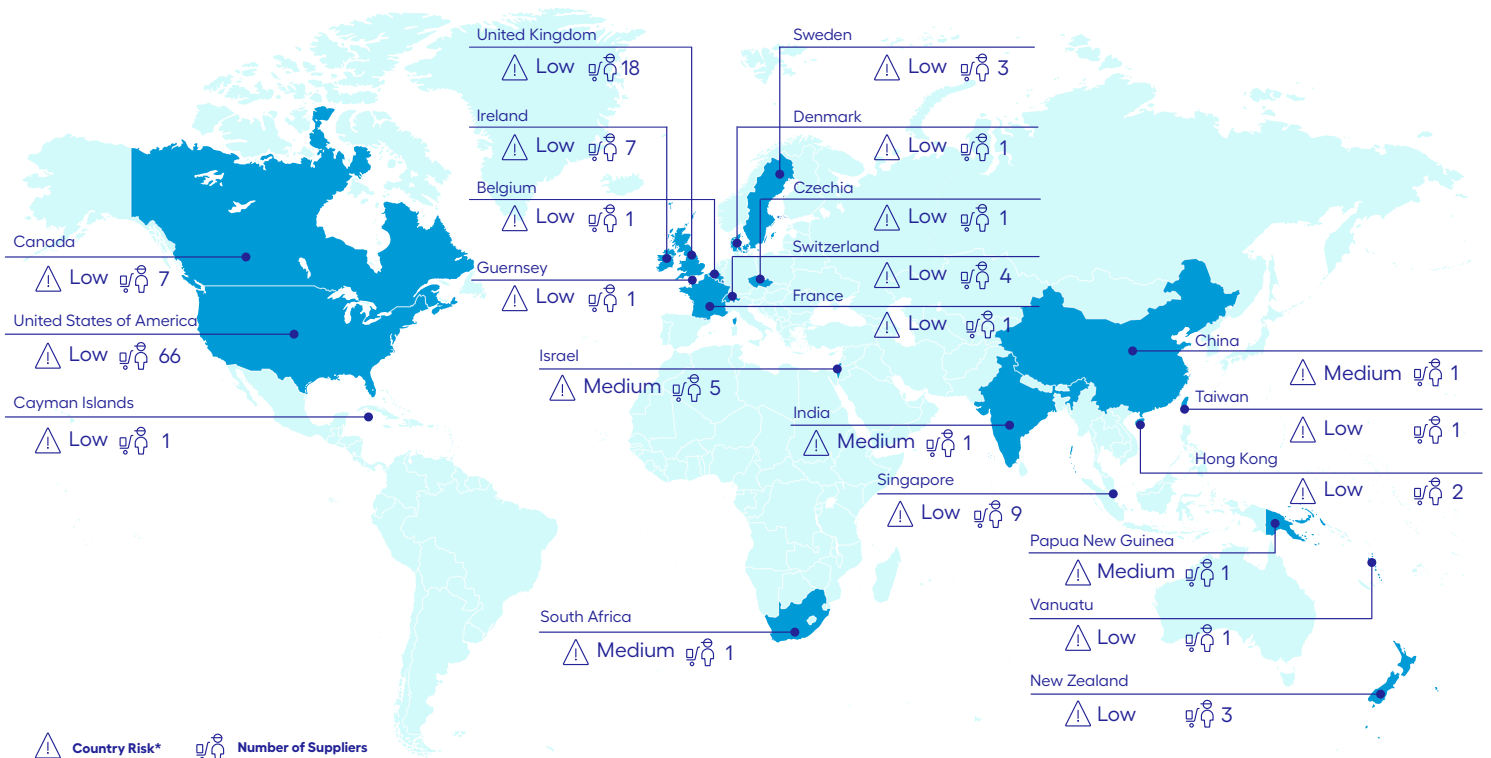 United Kingdom
Low 18
Sweden
Low 3
Ireland
Low 7
Denmark
Low 1
Belgium
Low 1
Czechia
Low 1
Canada
Low 7
Guernsey
Low 1
Switzerland
Low 4
France
Low 1
United States of America
Low 66
Israel
Medium 5
China
Medium 1
Cayman Islands
Low 1
India
Medium 1
Taiwan
Low 1
Hong Kong
Low 2
Singapore
Low 9
Papua New Guinea
Medium 1
South Africa
Medium 1
Vanuatu
Low 1
New Zealand
Low 3
Country Risk* Number of Suppliers